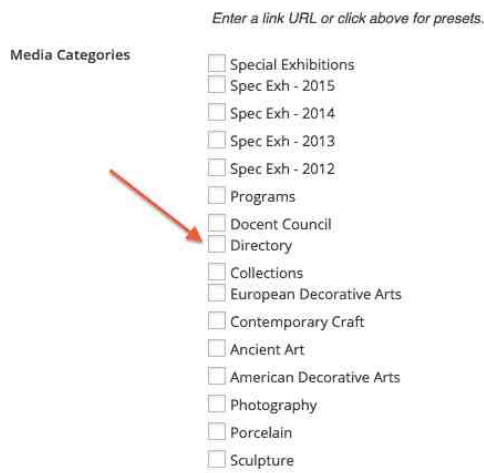 Enter a link URL or click above for presets.
Media Categories
Special Exhibitions
Spec Exh - 2015
Spec Exh - 2014
Spec Exh - 2013
Spec Exh - 2012
Programs
Docent Council
Directory
Collections
European Decorative Arts
Contemporary Craft
Ancient Art
American Decorative Arts
Photography
Porcelain
Sculpture